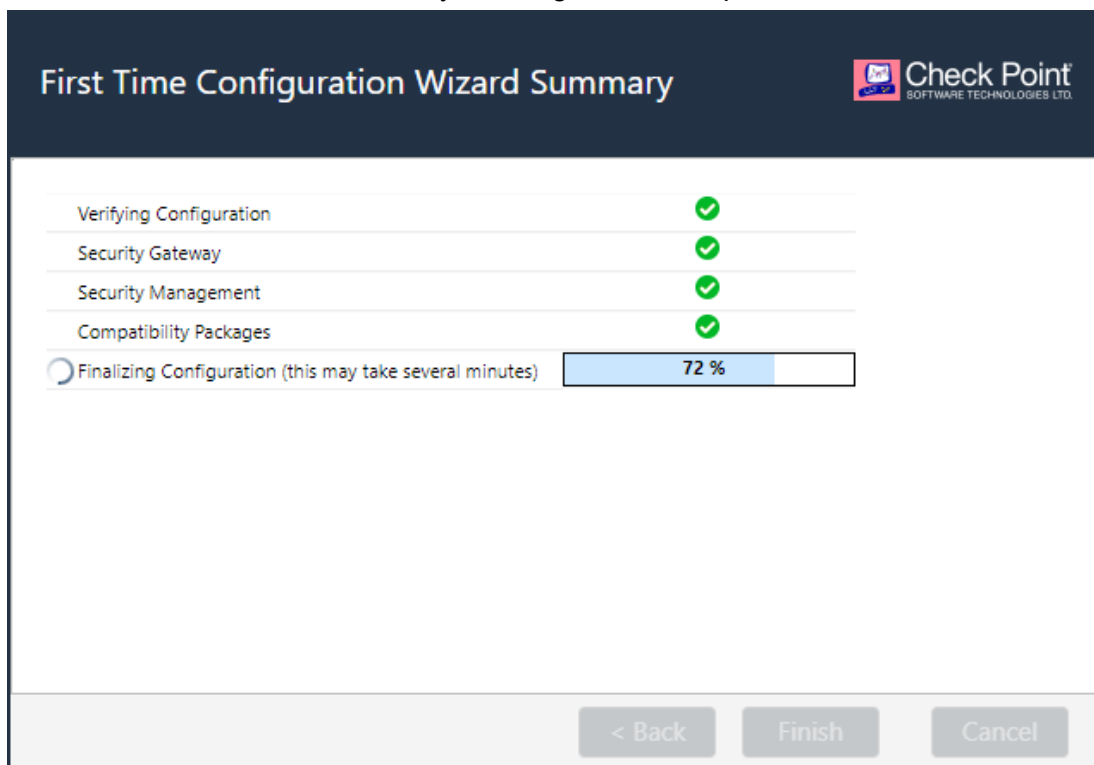 First Time Configuration Wizard Summary
Check Point
SOFTWARE TECHNOLOGIES LTD.
Verifying Configuration
Security Gateway
Security Management
Compatibility Packages
Finalizing Configuration (this may take several minutes) 72 %
< Back Finish Cancel